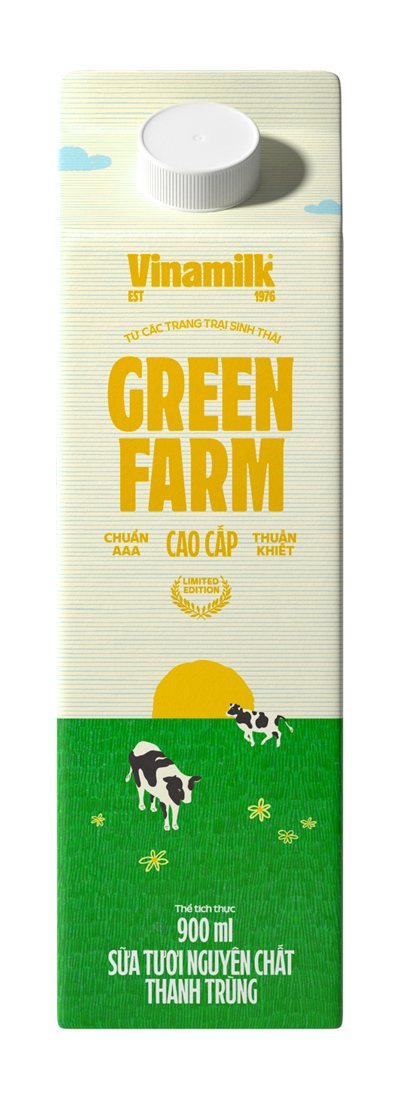 Vinamilk
EST 1976
TỪ CÁC TRANG TRẠI SINH THÁI
GREEN
FARM
CHUẨN
AAA
CAO CẤP
THUẦN
KHIẾT
LIMITED
EDITION
Thể tích thực
900 ml
SỮA TƯƠI NGUYÊN CHẤT
THANH TRÙNG